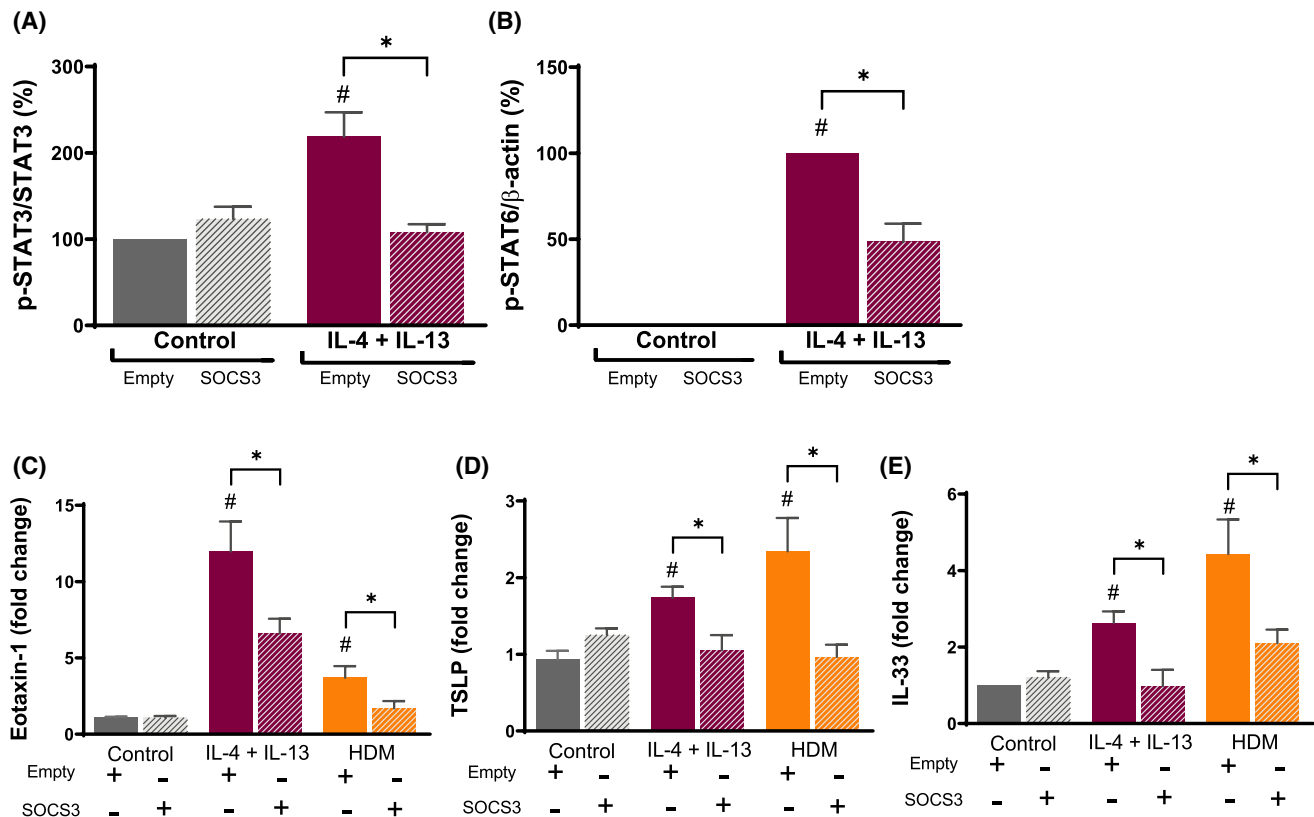 (A)
p-STAT3/STAT3 (%)
300
200
100
0
#
*
Control
IL-4 + IL-13
Empty SOCS3 Empty SOCS3
(B)
p-STAT6/β-actin (%)
150
100
50
0
#
*
Control
IL-4 + IL-13
Empty SOCS3 Empty SOCS3
(C)
Eotaxin-1 (fold change)
15
10
5
0
#
*
#
*
Control IL-4 + IL-13 HDM
Empty + - + - + -
SOCS3 - + - + - +
(D)
TSLP (fold change)
3
2
1
0
#
*
#
*
Control IL-4 + IL-13 HDM
Empty + - + - + -
SOCS3 - + - + - +
(E)
IL-33 (fold change)
6
4
2
0
#
*
#
*
Control IL-4 + IL-13 HDM
Empty + - + - + -
SOCS3 - + - + - +